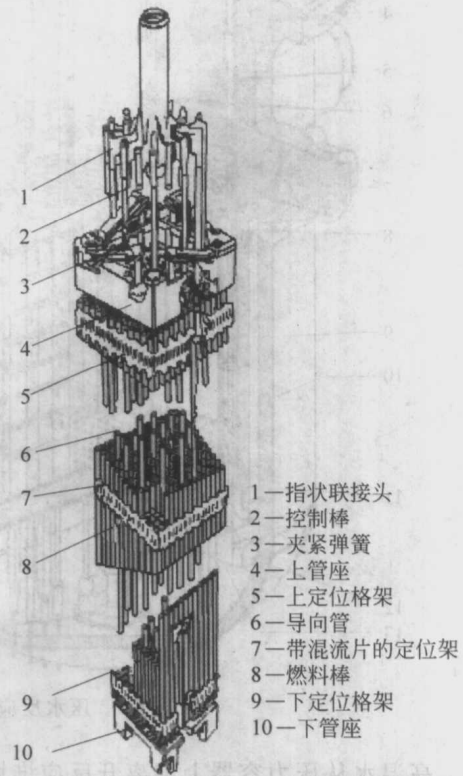 1
2
3
4
5
6
7
8
9
10
1—指状联接头
2—控制棒
3—夹紧弹簧
4—上管座
5—上定位格架
6—导向管
7—带混流片的定位架
8—燃料棒
9—下定位格架
10—下管座